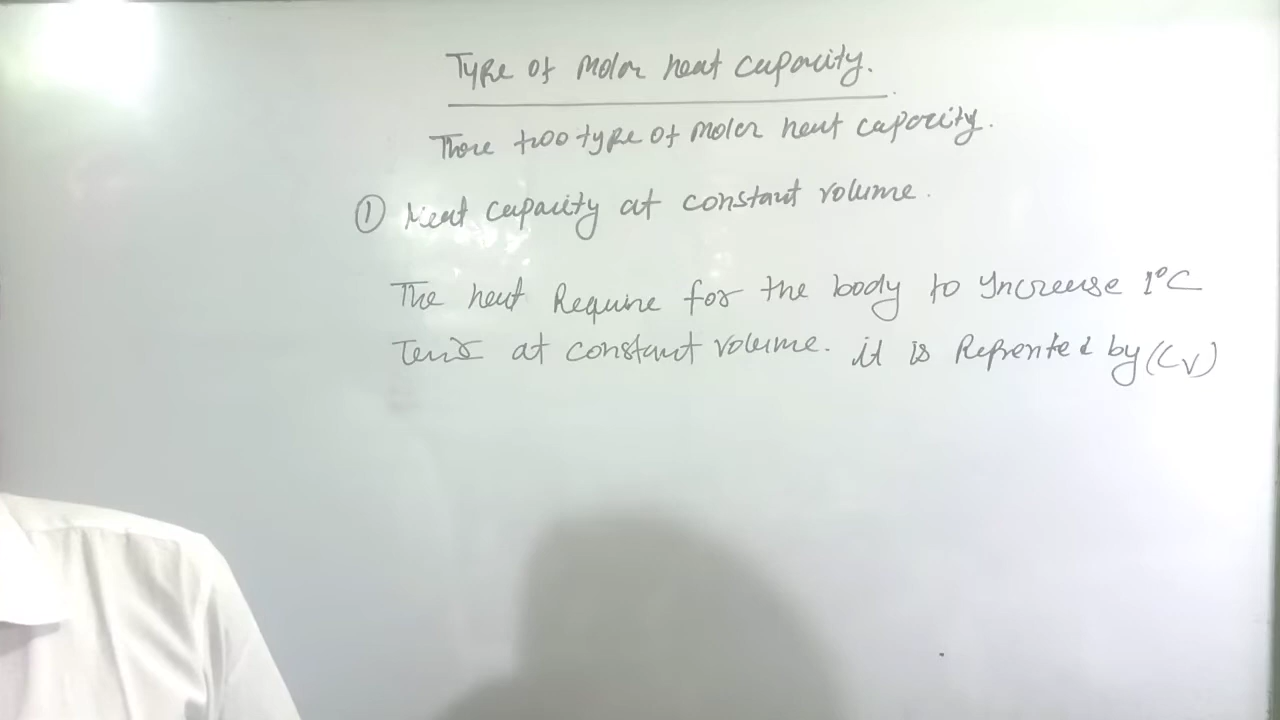 Type of molar heat capacity.
There two type of molar heat capacity.
① Heat capacity at constant volume.
The heat Require for the body to Increase 1°C
at constant volume. it is Reprented by (Cv)